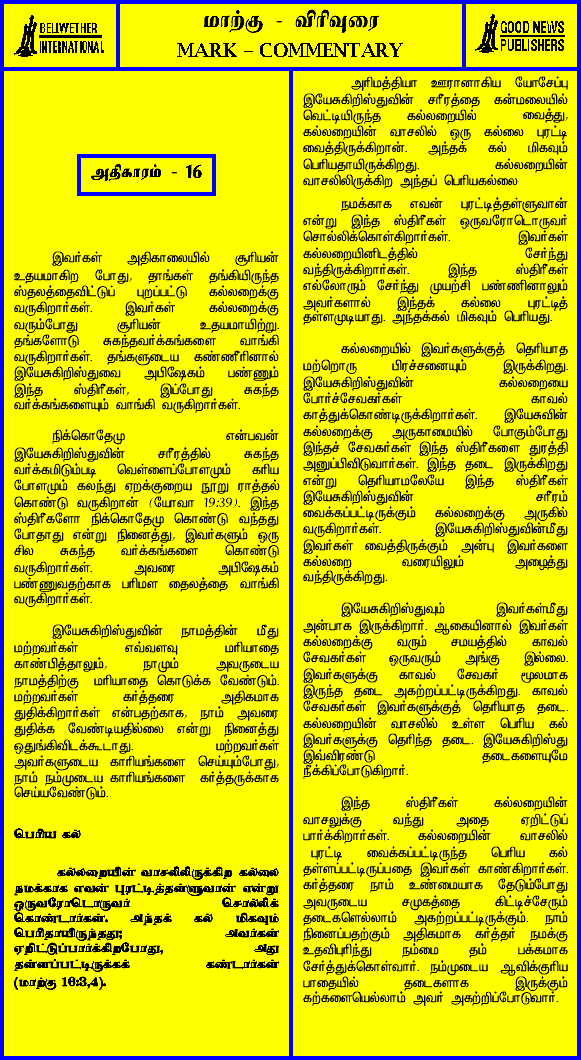 BELWETHER
INTERNATIONAL
மாற்கு - விரிவுரை
MARK – COMMENTARY
GOOD NEWS
PUBLISHERS
அதிகாரம் - 16
இவர்கள் அதிகாலையில் சூரியன்
உதயமாகிற போது, தாங்கள் தங்கியிருந்த
ஸ்தலத்தைவிட்டுப் புறப்பட்டு கல்லறைக்கு
வருகிறார்கள். இவர்கள் கல்லறைக்கு
வரும்போது சூரியன் உதயமாயிற்று.
தங்களோடு சுகந்தவர்க்கங்களை வாங்கி
வருகிறார்கள். தங்களுடைய கண்ணீரினால்
இயேசுகிறிஸ்துவை அபிஷேகம் பண்ணும்
இந்த ஸ்திரீகள், இப்போது சுகந்த
வர்க்கங்களையும் வாங்கி வருகிறார்கள்.
நிக்கொதேமு என்பவன்
இயேசுகிறிஸ்துவின் சரீரத்தில் சுகந்த
வர்க்கமிடும்படி வெள்ளைப்போளமும் கரிய
போளமும் கலந்து ஏறக்குறைய நூறு ராத்தல்
கொண்டு வருகிறான் (யோவா 19:39). இந்த
ஸ்திரீகளோ நிக்கொதேமு கொண்டு வந்தது
போதாது என்று நினைத்து, இவர்களும் ஒரு
சில சுகந்த வர்க்கங்களை கொண்டு
வருகிறார்கள். அவரை அபிஷேகம்
பண்ணுவதற்காக பரிமள தைலத்தை வாங்கி
வருகிறார்கள்.
இயேசுகிறிஸ்துவின் நாமத்தின் மீது
மற்றவர்கள் எவ்வளவு மரியாதை
காண்பித்தாலும், நாமும் அவருடைய
நாமத்திற்கு மரியாதை கொடுக்க வேண்டும்.
மற்றவர்கள் கர்த்தரை அதிகமாக
துதிக்கிறார்கள் என்பதற்காக, நாம் அவரை
துதிக்க வேண்டியதில்லை என்று நினைத்து
ஒதுங்கிவிடக்கூடாது. மற்றவர்கள்
அவர்களுடைய காரியங்களை செய்யும்போது,
நாம் நம்முடைய காரியங்களை கர்த்தருக்காக
செய்யவேண்டும்.
பெரிய கல்
கல்லறையின் வாசலிலிருக்கிற கல்லை
நமக்காக எவன் புரட்டித்தள்ளுவான் என்று
ஒருவரோடொருவர் சொல்லிக்
கொண்டார்கள். அந்தக் கல் மிகவும்
பெரிதாயிருந்தது; அவர்கள்
ஏறிட்டுப்பார்க்கிறபோது, அது
தள்ளப்பட்டிருக்கக் கண்டார்கள்
(மாற்கு 16:3,4).
அரிமத்தியா ஊரானாகிய யோசேப்பு
இயேசுகிறிஸ்துவின் சரீரத்தை கன்மலையில்
வெட்டியிருந்த கல்லறையில் வைத்து,
கல்லறையின் வாசலில் ஒரு கல்லை புரட்டி
வைத்திருக்கிறான். அந்தக் கல் மிகவும்
பெரியதாயிருக்கிறது. கல்லறையின்
வாசலிலிருக்கிற அந்தப் பெரியகல்லை
நமக்காக எவன் புரட்டித்தள்ளுவான்
என்று இந்த ஸ்திரீகள் ஒருவரோடொருவர்
சொல்லிக்கொள்கிறார்கள். இவர்கள்
கல்லறையினிடத்தில் சேர்ந்து
வந்திருக்கிறார்கள். இந்த ஸ்திரீகள்
எல்லோரும் சேர்ந்து முயற்சி பண்ணினாலும்
அவர்களால் இந்தக் கல்லை புரட்டித்
தள்ளமுடியாது. அந்தக்கல் மிகவும் பெரியது.
கல்லறையில் இவர்களுக்குத் தெரியாத
மற்றொரு பிரச்சனையும் இருக்கிறது.
இயேசுகிறிஸ்துவின் கல்லறையை
போர்ச்சேவகர்கள் காவல்
காத்துக்கொண்டிருக்கிறார்கள். இயேசுவின்
கல்லறைக்கு அருகாமையில் போகும்போது
இந்தச் சேவகர்கள் இந்த ஸ்திரீகளை துரத்தி
அனுப்பிவிடுவார்கள். இந்த தடை இருக்கிறது
என்று தெரியாமலேயே இந்த ஸ்திரீகள்
இயேசுகிறிஸ்துவின் சரீரம்
வைக்கப்பட்டிருக்கும் கல்லறைக்கு அருகில்
வருகிறார்கள். இயேசுகிறிஸ்துவின்மீது
இவர்கள் வைத்திருக்கும் அன்பு இவர்களை
கல்லறை வரையிலும் அழைத்து
வந்திருக்கிறது.
இயேசுகிறிஸ்துவும் இவர்கள்மீது
அன்பாக இருக்கிறார். ஆகையினால் இவர்கள்
கல்லறைக்கு வரும் சமயத்தில் காவல்
சேவகர்கள் ஒருவரும் அங்கு இல்லை.
இவர்களுக்கு காவல் சேவகர் மூலமாக
இருந்த தடை அகற்றப்பட்டிருக்கிறது. காவல்
சேவகர்கள் இவர்களுக்குத் தெரியாத தடை.
கல்லறையின் வாசலில் உள்ள பெரிய கல்
இவர்களுக்கு தெரிந்த தடை. இயேசுகிறிஸ்து
இவ்விரண்டு தடைகளையுமே
நீக்கிப்போடுகிறார்.
இந்த ஸ்திரீகள் கல்லறையின்
வாசலுக்கு வந்து அதை ஏறிட்டுப்
பார்க்கிறார்கள். கல்லறையின் வாசலில்
புரட்டி வைக்கப்பட்டிருந்த பெரிய கல்
தள்ளப்பட்டிருப்பதை இவர்கள் காண்கிறார்கள்.
கர்த்தரை நாம் உண்மையாக தேடும்போது
அவருடைய சமுகத்தை கிட்டிச்சேரும்
தடைகளெல்லாம் அகற்றப்பட்டிருக்கும். நாம்
நினைப்பதற்கும் அதிகமாக கர்த்தர் நமக்கு
உதவிபுரிந்து நம்மை தம் பக்கமாக
சேர்த்துக்கொள்வார். நம்முடைய ஆவிக்குரிய
பாதையில் தடைகளாக இருக்கும்
கற்களையெல்லாம் அவர் அகற்றிப்போடுவார்.